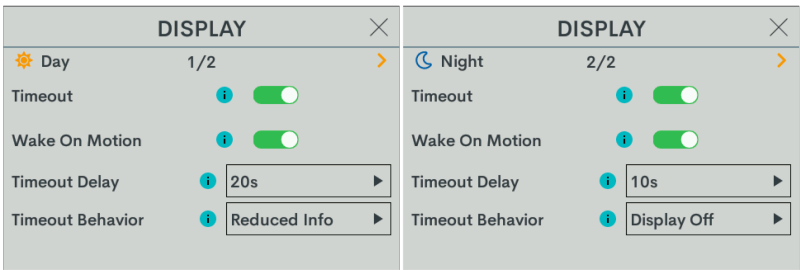 DISPLAY
Day 1/2
Timeout
Wake On Motion
Timeout Delay 20s
Timeout Behavior Reduced Info
DISPLAY
Night 2/2
Timeout
Wake On Motion
Timeout Delay 10s
Timeout Behavior Display Off